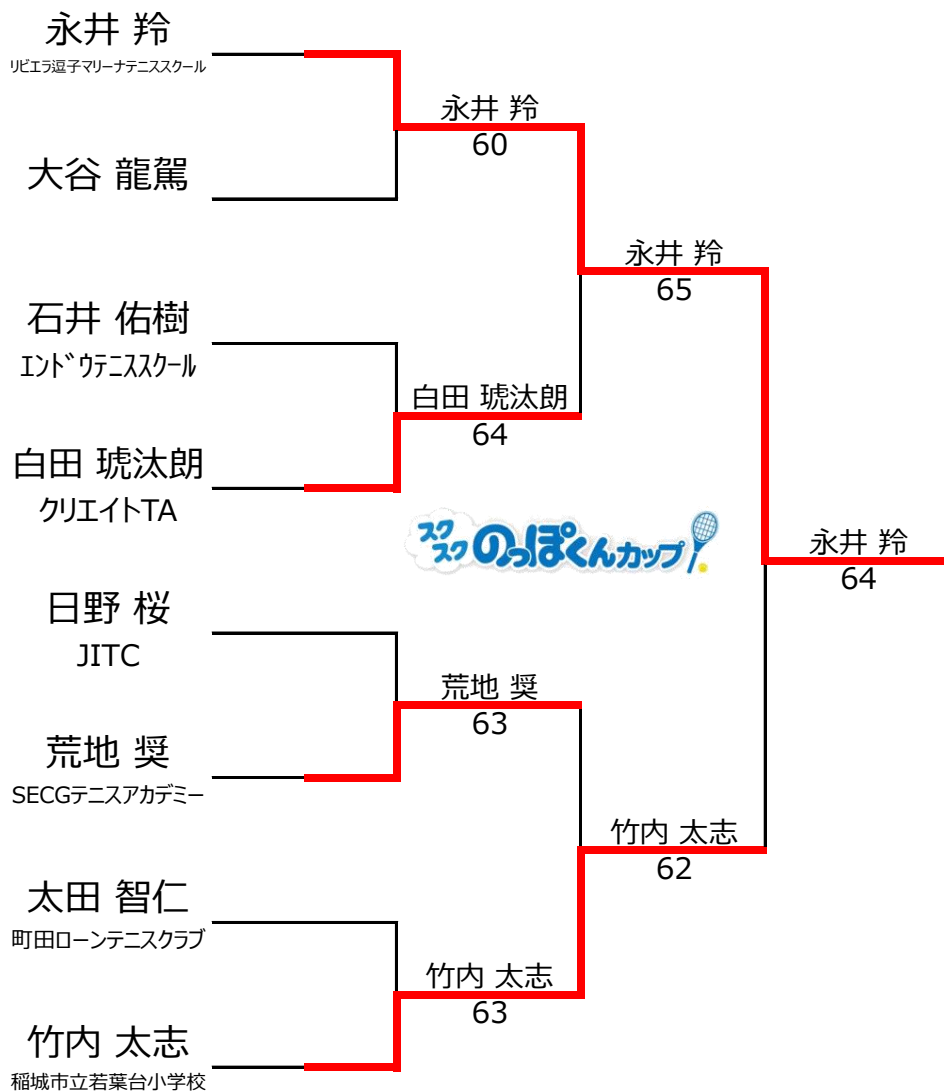 永井 羚
リビエラ逗子マリーナテニススクール
永井 羚
60
大谷 龍駕
永井 羚
65
石井 佑樹
エンドウテニススクール
白田 琥汰朗
64
白田 琥汰朗
クリエイトTA
スク
スク
のっぽくんカップ
永井 羚
64
日野 桜
JITC
荒地 奨
63
荒地 奨
SECGテニスアカデミー
竹内 太志
62
太田 智仁
町田ローンテニスクラブ
竹内 太志
63
竹内 太志
稲城市立若葉台小学校